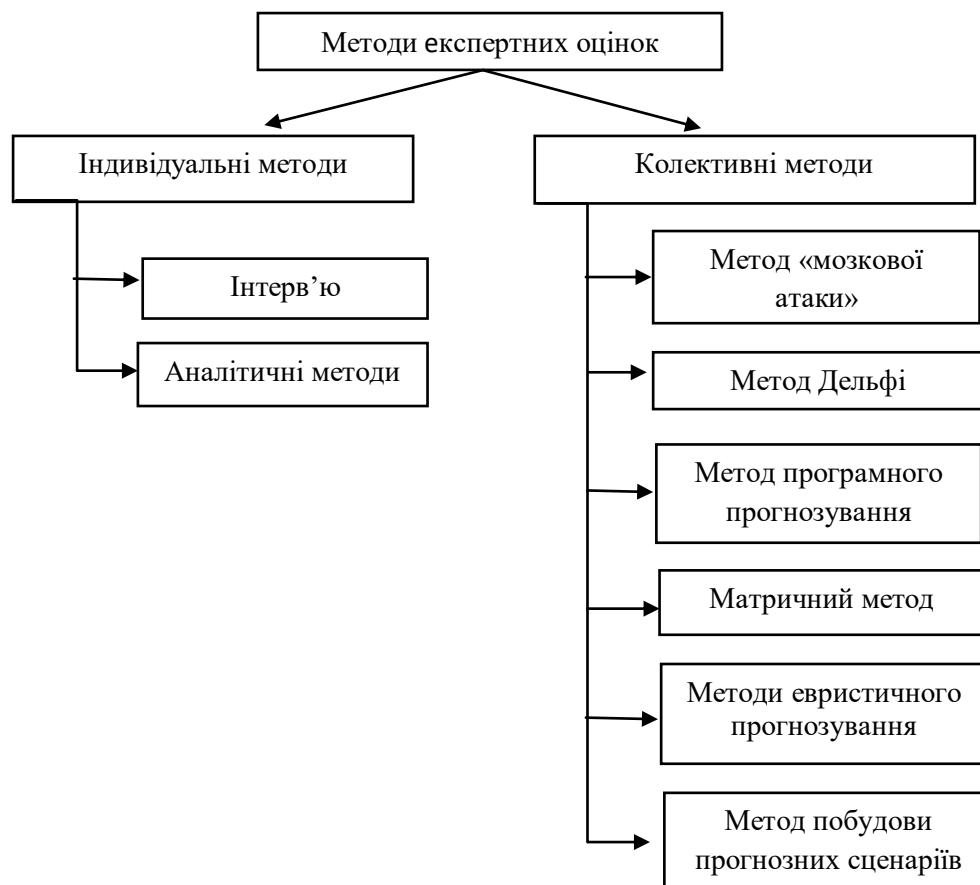 Методи експертних оцінок
Індивідуальні методи
Інтерв’ю
Аналітичні методи
Колективні методи
Метод «мозкової
атаки»
Метод Дельфі
Метод програмного
прогнозування
Матричний метод
Методи евристичного
прогнозування
Метод побудови
прогнозних сценаріїв